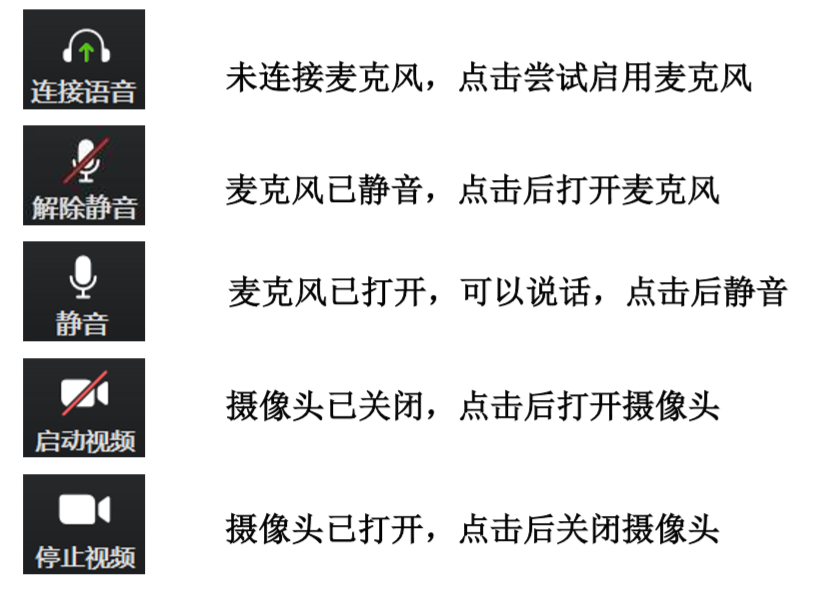 连接语音
未连接麦克风，点击尝试启用麦克风
解除静音
麦克风已静音，点击后打开麦克风
静音
麦克风已打开，可以说话，点击后静音
启动视频
摄像头已关闭，点击后打开摄像头
停止视频
摄像头已打开，点击后关闭摄像头